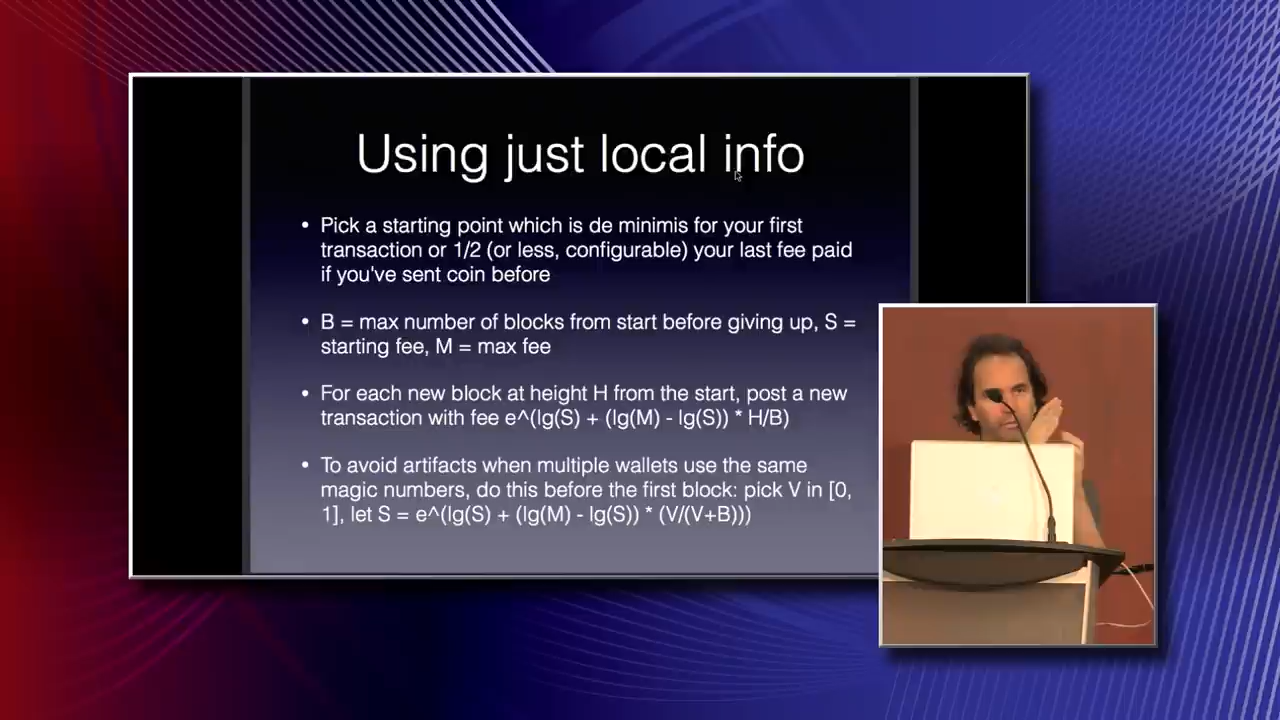 Using just local info
• Pick a starting point which is de minimis for your first
transaction or 1/2 (or less, configurable) your last fee paid
if you've sent coin before
• B = max number of blocks from start before giving up, S =
starting fee, M = max fee
• For each new block at height H from the start, post a new
transaction with fee e^(lg(S) + (lg(M) - lg(S)) * H/B)
• To avoid artifacts when multiple wallets use the same
magic numbers, do this before the first block: pick V in [0,
1], let S = e^(lg(S) + (lg(M) - lg(S)) * (V/(V+B)))